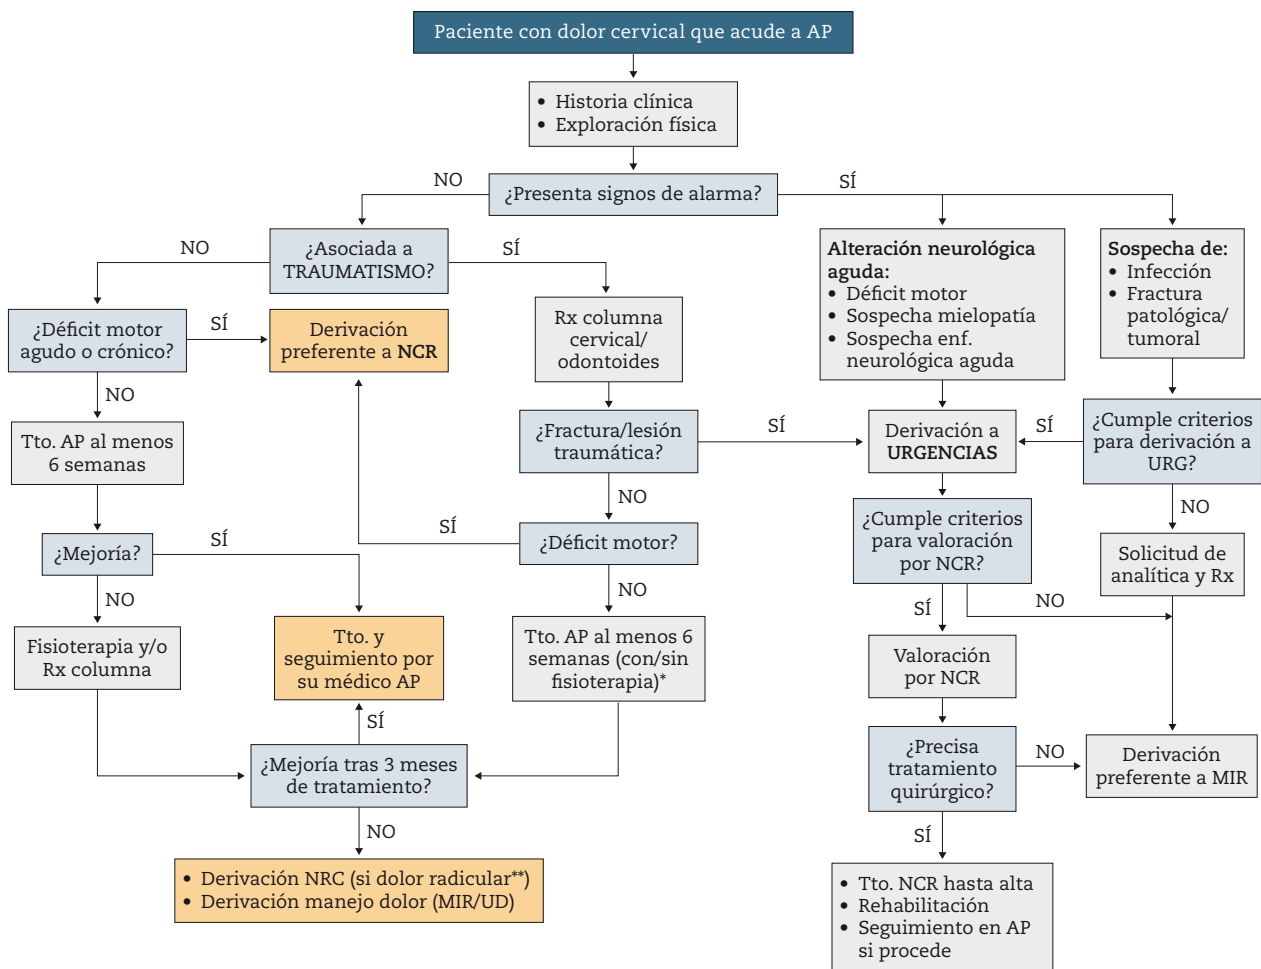 Paciente con dolor cervical que acude a AP
• Historia clínica
• Exploración física
NO
¿Presenta signos de alarma?
SÍ
NO
¿Asociada a
TRAUMATISMO?
SÍ
Alteración neurológica
aguda:
• Déficit motor
• Sospecha mielopatía
• Sospecha enf.
neurológica aguda
Sospecha de:
• Infección
• Fractura
patológica/
tumoral
¿Déficit motor
agudo o crónico?
SÍ
Derivación
preferente a NCR
Rx columna
cervical/
odontoides
NO
Tto. AP al menos
6 semanas
¿Fractura/lesión
traumática?
SÍ
Derivación a
URGENCIAS
SÍ
¿Cumple criterios
para derivación a
URG?
NO
NO
¿Mejoría?
SÍ
SÍ
¿Déficit motor?
¿Cumple criterios
para valoración
por NCR?
Solicitud de
analítica y Rx
NO
NO
SÍ
NO
Fisioterapia y/o
Rx columna
Tto. y
seguimiento por
su médico AP
Tto. AP al menos 6
semanas (con/sin
fisioterapia)*
Valoración
por NCR
SÍ
¿Mejoría tras 3 meses
de tratamiento?
¿Precisa
tratamiento
quirúrgico?
NO
Derivación
preferente a MIR
NO
SÍ
• Derivación NRC (si dolor radicular**)
• Derivación manejo dolor (MIR/UD)
• Tto. NCR hasta alta
• Rehabilitación
• Seguimiento en AP
si procede